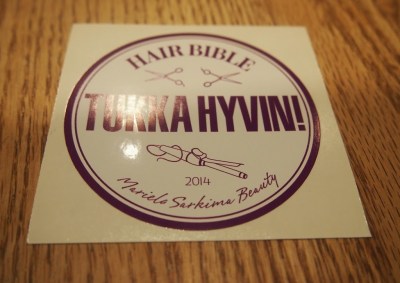 HAIR BIBLE
TUKKA HYVIN!
2014
Mariela Sarkima Beauty